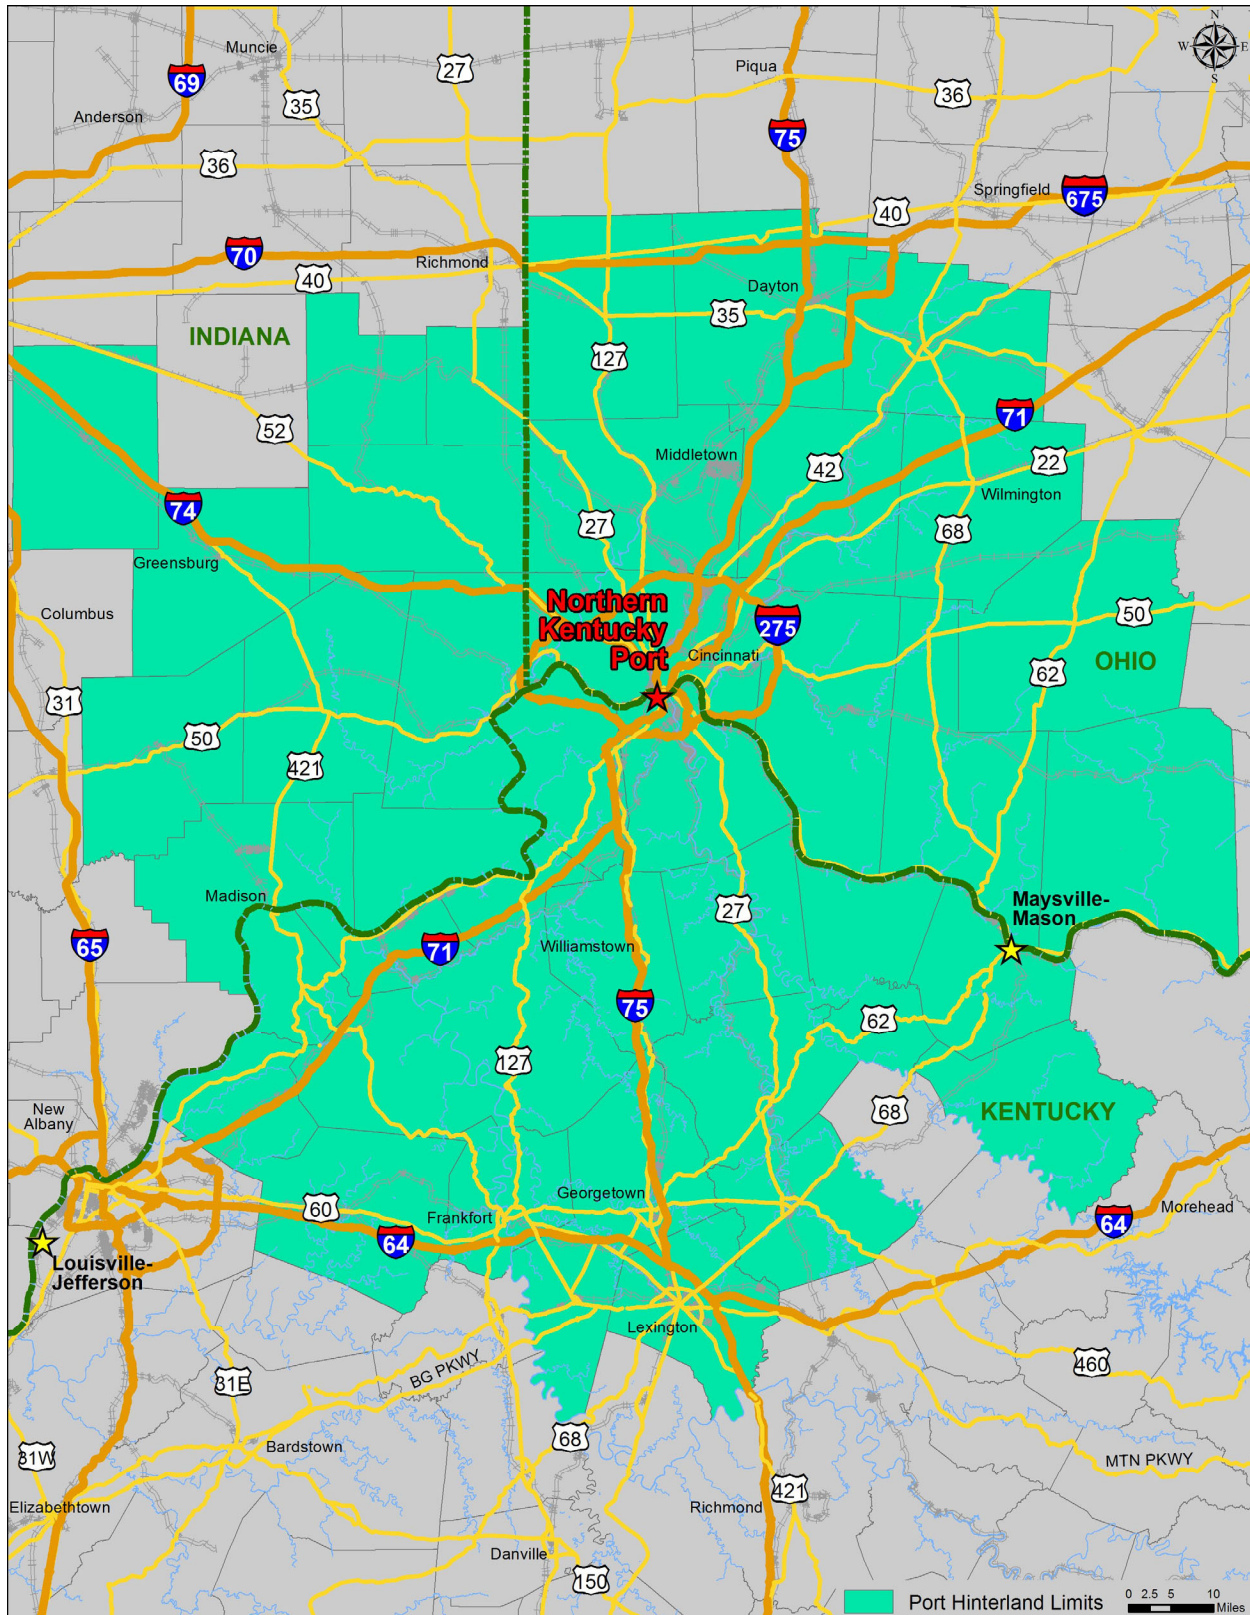 N
W E
S
Muncie
27
Piqua
69
35
36
Anderson
75
36
Springfield
675
40
70
Richmond
40
Dayton
35
INDIANA
127
71
52
Middletown
42
22
Wilmington
74
27
68
Greensburg
Columbus
Northern
Kentucky
Port
275
50
Cincinnati
OHIO
62
31
50
421
Madison
27
Maysville-
Mason
65
71
Williamstown
75
62
127
New
Albany
68
KENTUCKY
Georgetown
60
Frankfort
Morehead
64
64
Louisville-
Jefferson
Lexington
BG PKWY
460
31E
68
Bardstown
31W
MTN PKWY
421
Elizabethtown
Richmond
Danville
150
Port Hinterland Limits
0 2.5 5 10
Miles